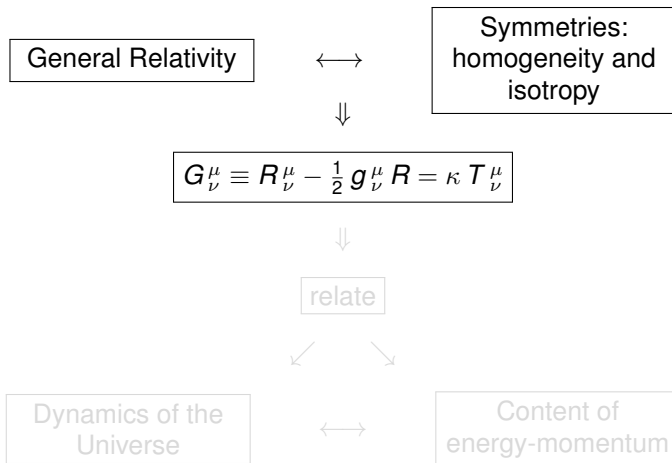 General Relativity ⟷ Symmetries:
homogeneity and
isotropy
⇓
G^μ_ν ≡ R^μ_ν − 1/2 g^μ_ν R = κ T^μ_ν
⇓
relate
↙ ↘
Dynamics of the
Universe
⟷
Content of
energy-momentum